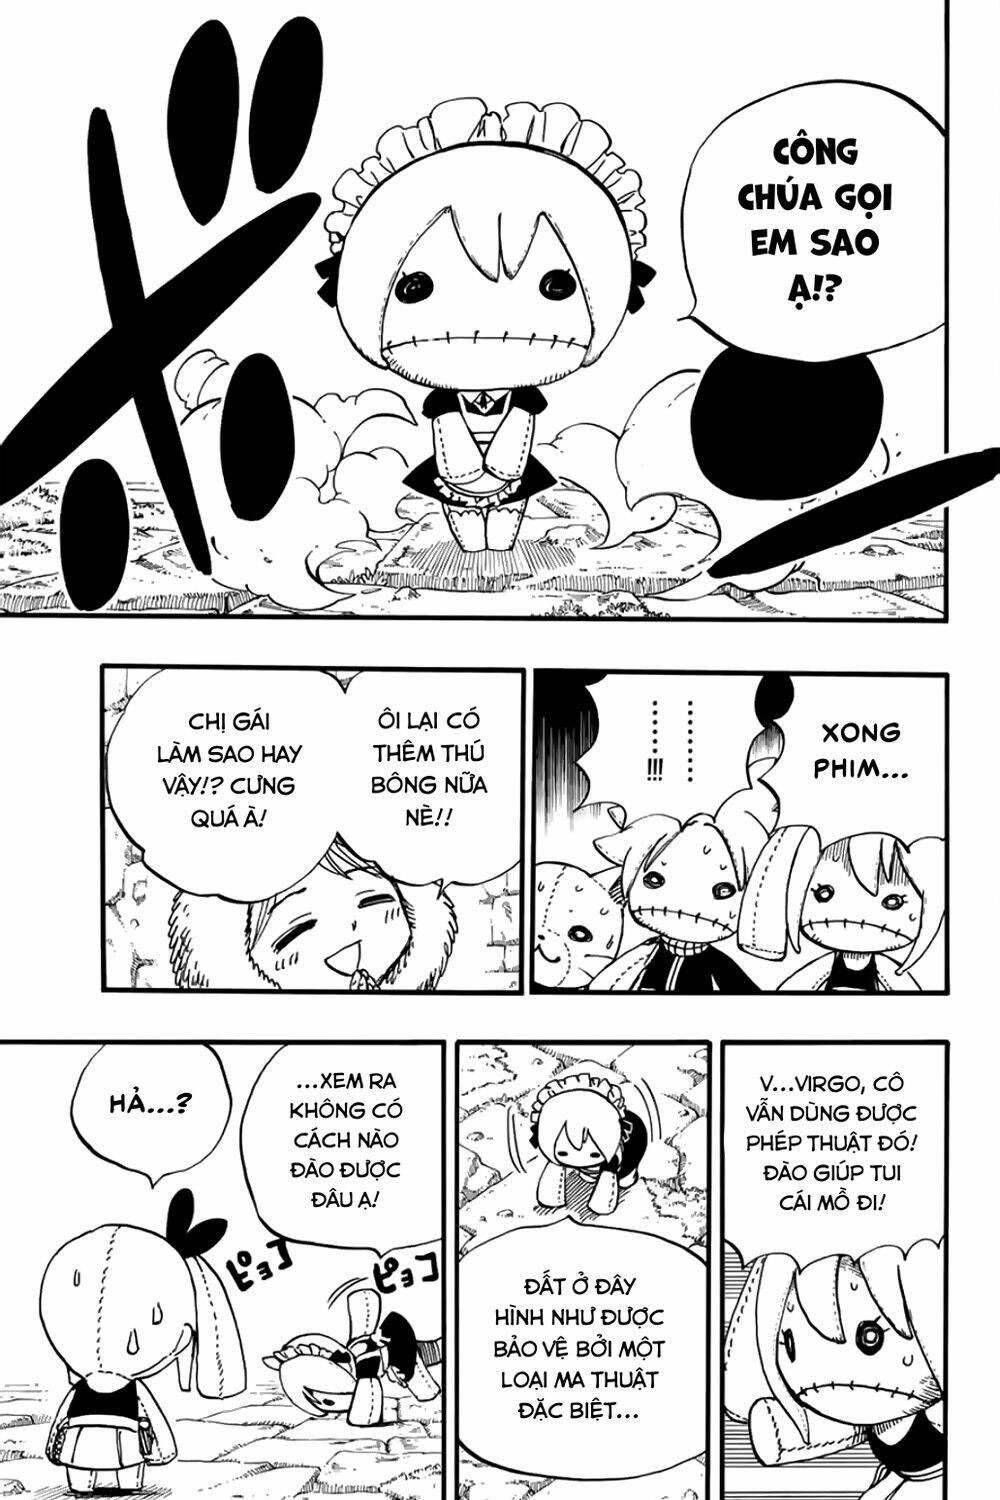 CÔNG
CHÚA GỌI
EM SAO
Ạ!?
ボーン
XONG
PHIM...
......
......!!!
ÔI LẠI CÓ
THÊM THÚ
BÔNG NỮA
NÈ!!
CHỊ GÁI
LÀM SAO HAY
VẬY!? CƯNG
QUÁ À!
V...VIRGO, CÔ
VẪN DÙNG ĐƯỢC
PHÉP THUẬT ĐÓ!
ĐÀO GIÚP TUI
CÁI MỒ ĐI!
ĐẤT Ở ĐÂY
HÌNH NHƯ ĐƯỢC
BẢO VỆ BỞI MỘT
LOẠI MA THUẬT
ĐẶC BIỆT...
...XEM RA
KHÔNG CÓ
CÁCH NÀO
ĐÀO ĐƯỢC
ĐÂU Ạ!
ピョコ
ピョコ
HẢ...?